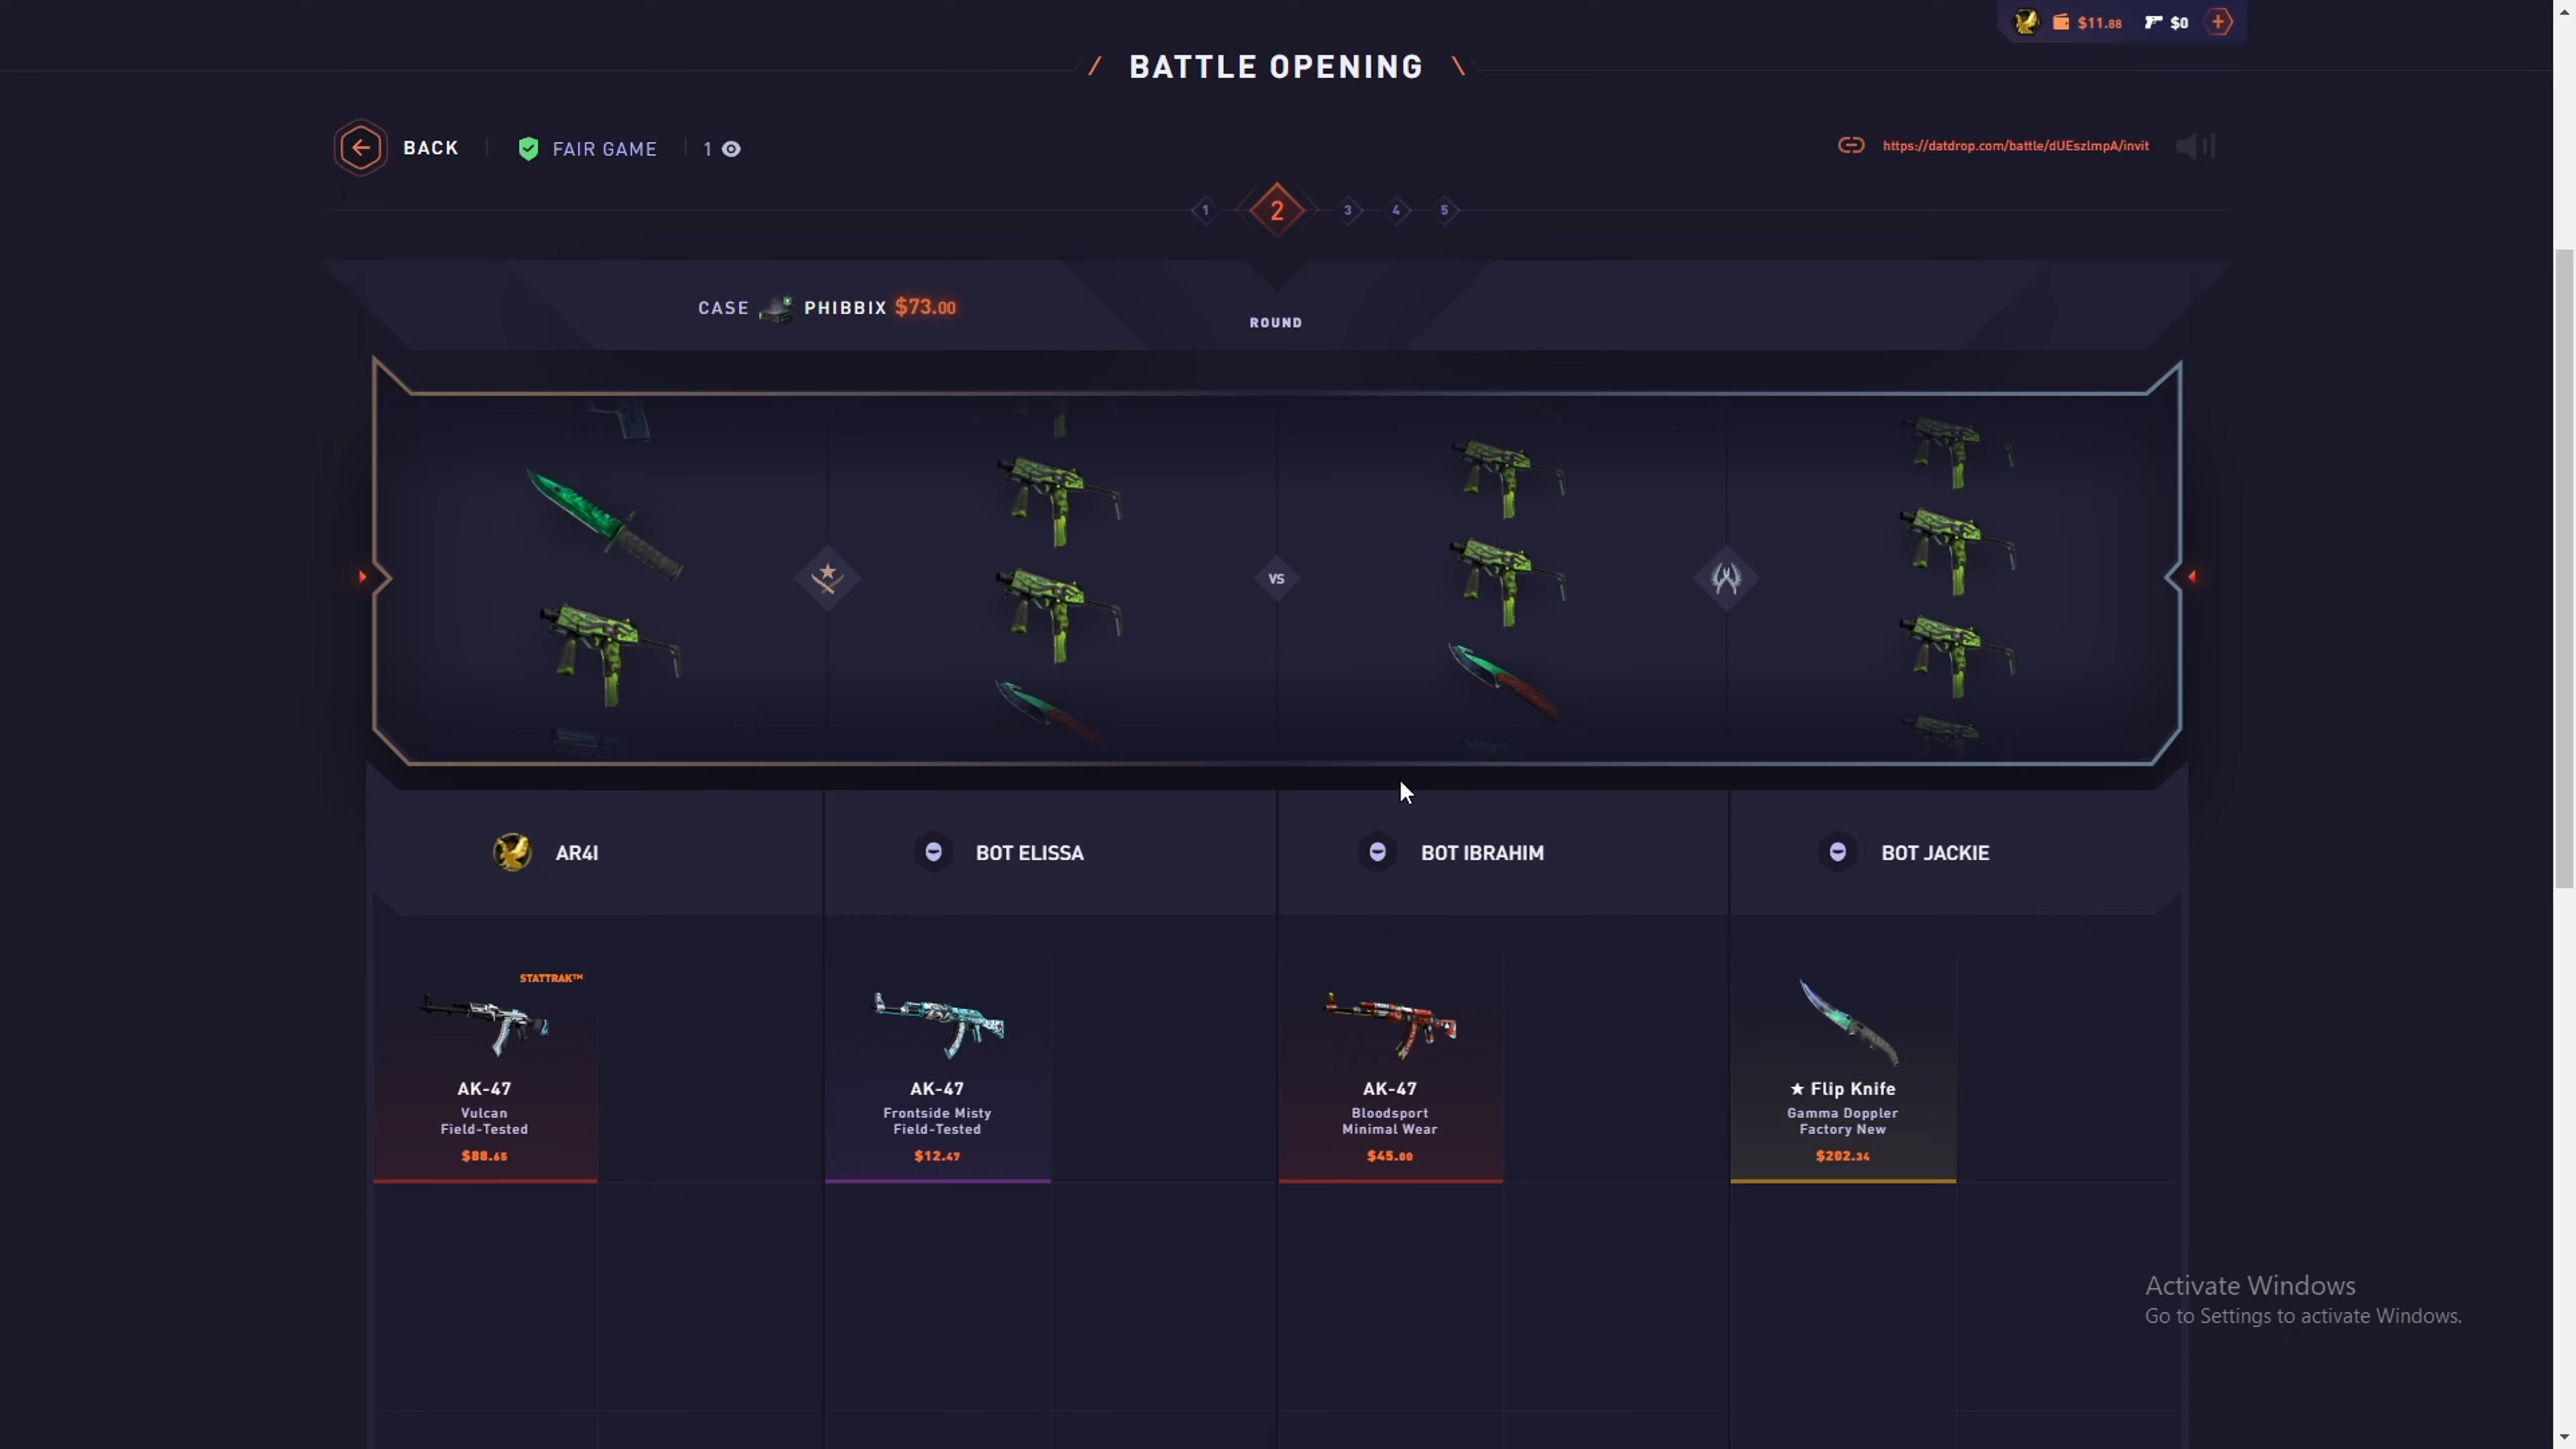 $11.88 $0
BATTLE OPENING
BACK FAIR GAME 1
https://datdrop.com/battle/dUEszlmpA/invit
1 2 3 4 5
CASE PHIBBIX $73.00
ROUND
VS
AR4I BOT ELISSA BOT IBRAHIM BOT JACKIE
STATTRAK™
AK-47
Vulcan
Field-Tested
$88.65
AK-47
Frontside Misty
Field-Tested
$12.47
AK-47
Bloodsport
Minimal Wear
$45.00
★ Flip Knife
Gamma Doppler
Factory New
$202.34
Activate Windows
Go to Settings to activate Windows.